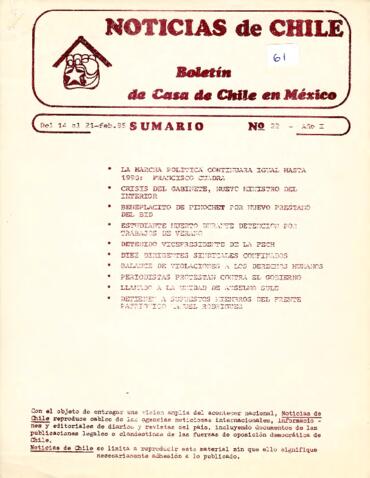 NOTICIAS de CHILE
61
Boletín
de Casa de Chile en México
Del 14 al 21-feb.85 SUMARIO Nº 22 - Año I
* LA MARCHA POLITICA CONTINUARA IGUAL HASTA
FRANCISCO CUADRA
* CRISIS DEL GABINETE, NUEVO MINISTRO DEL
INTERIOR
* BENEPLACITO DE PINOCHET POR NUEVO PRESTAMO
DEL BID
* ESTUDIANTE MUERTO DURANTE DETENCION POR
TRABAJOS DE VERANO
* DETENIDO VICEPRESIDENTE DE LA FECH
* DIEZ DIRIGENTES SINDICALES CONFINADOS
* BALANCE DE VIOLACIONES A LOS DERECHOS HUMANOS
* PERIODISTAS PROTESTAN CONTRA EL GOBIERNO
* LLAMADO A LA UNIDAD DE ANSELMO SULE
* DETIENEN A SUPUESTOS MIEMBROS DEL FRENTE
PATRIOTICO MANUEL RODRIGUEZ
Con el objeto de entregar una visión amplia del acontecer nacional, Noticias de
Chile reproduce cables de las agencias noticiosas internacionales, informacio
nes y editoriales de diarios y revistas del país, incluyendo documentos de las
publicaciones legales o clandestinas de las fuerzas de oposición democrática de
Chile.
Noticias de Chile se limita a reproducir este material sin que ello signifique
necesariamente adhesión a lo publicado.